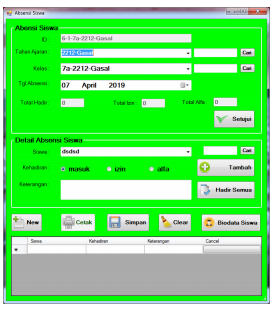 Absensi Siswa
Absensi Siswa
ID : 6-1-7a-2212-Gasal
Tahun Ajaran : 2212-Gasal Cari
Kelas : 7a-2212-Gasal Cari
Tgl Absensi : 07 April 2019
Total Hadir : 0 Total Izin : 0 Total Alfa : 0
Setujui
Detail Absensi Siswa
Siswa : dsdsd Cari
Kehadiran : masuk izin alfa Tambah
Keterangan :
Hadir Semua
New Cetak Simpan Clear Biodata Siswa
Siswa Kehadiran Keterangan Cancel